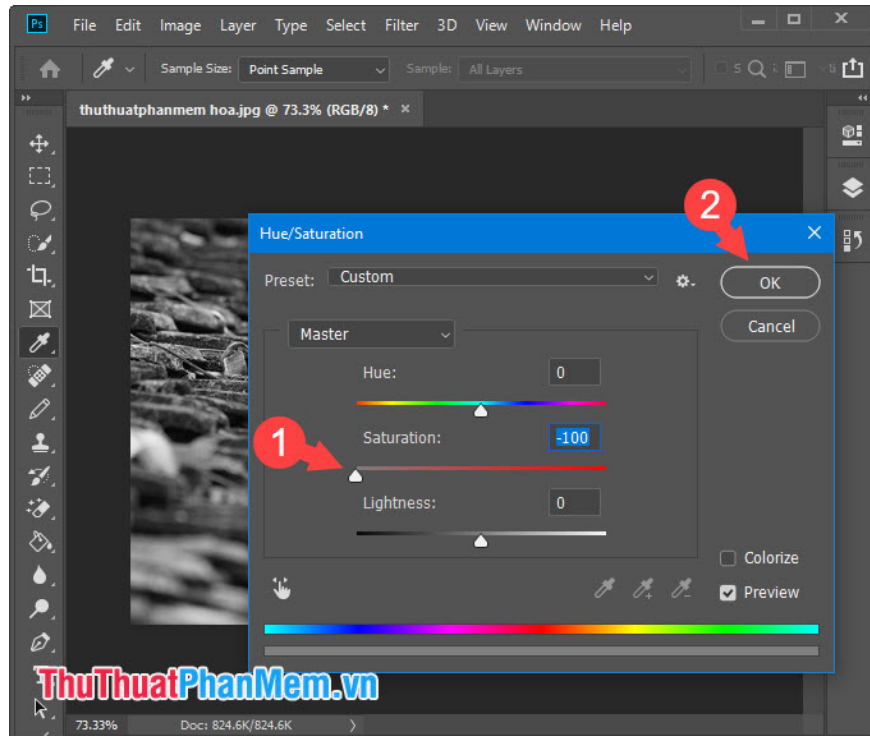 Ps File Edit Image Layer Type Select Filter 3D View Window Help
Sample Size: Point Sample Sample: All Layers
thuthuatphanmem hoa.jpg @ 73.3% (RGB/8) * ×
2
Hue/Saturation
Preset: Custom
OK
Cancel
Master
Hue: 0
1
Saturation: -100
Lightness: 0
Colorize
Preview
ThuThuatPhanMem.vn
73.33% Doc: 824.6K/824.6K